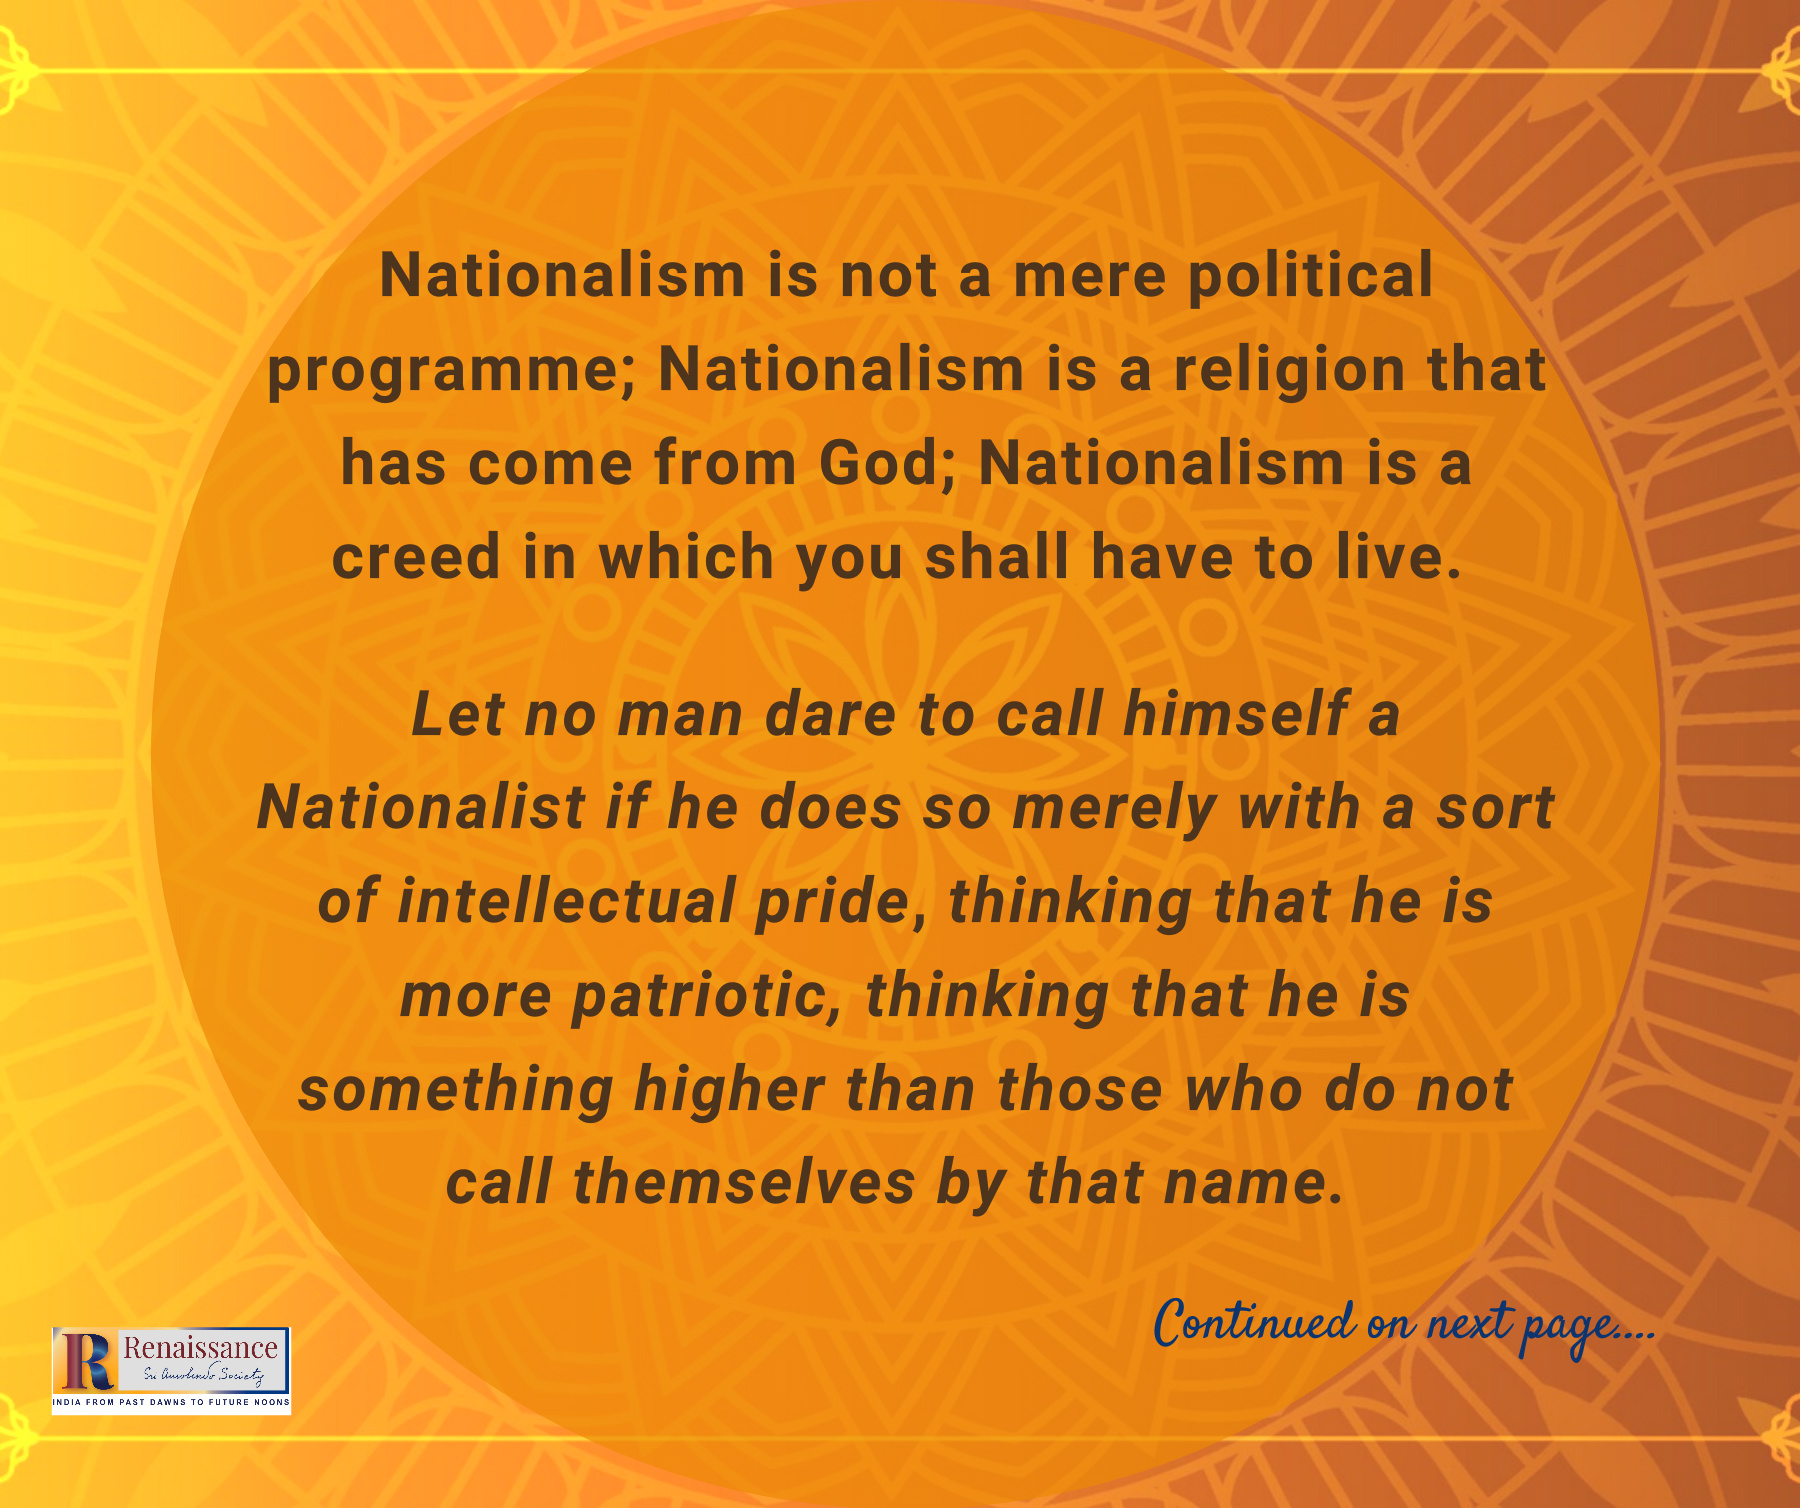 Nationalism is not a mere political
programme; Nationalism is a religion that
has come from God; Nationalism is a
creed in which you shall have to live.
Let no man dare to call himself a
Nationalist if he does so merely with a sort
of intellectual pride, thinking that he is
more patriotic, thinking that he is
something higher than those who do not
call themselves by that name.
Continued on next page....
R Renaissance
Sri Aurobindo Society
INDIA FROM PAST DAWNS TO FUTURE NOONS